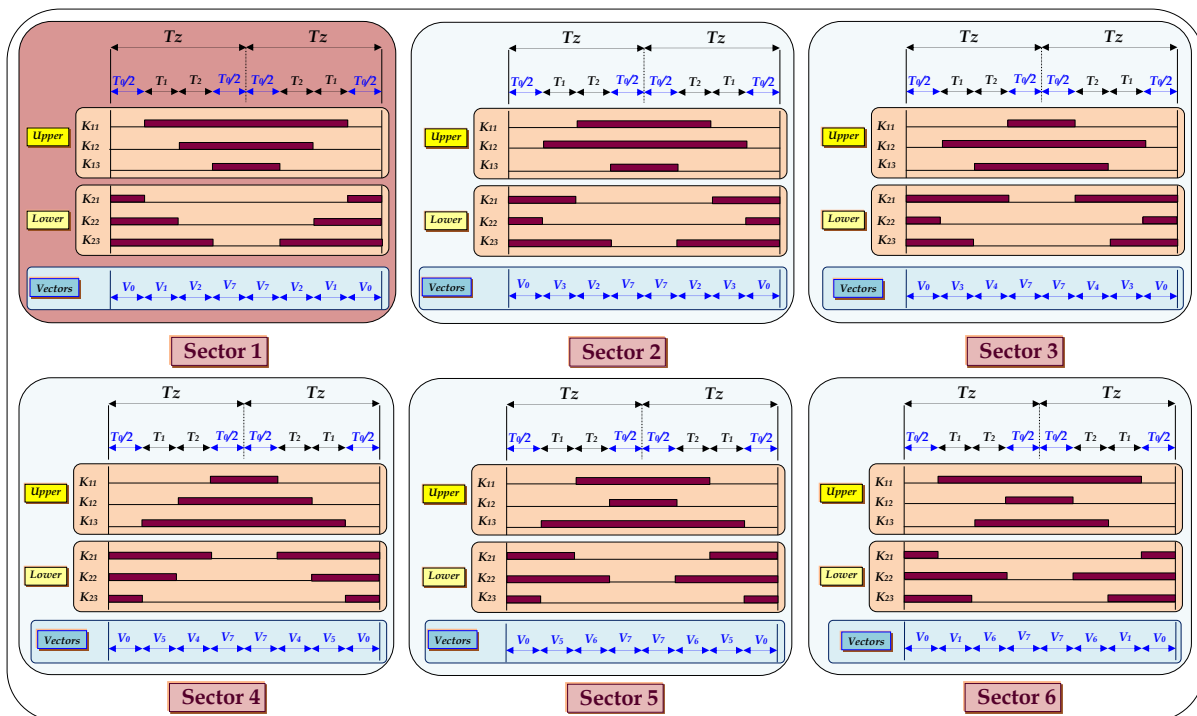 Tz Tz
T0/2 T1 T2 T0/2 T0/2 T2 T1 T0/2
Upper
K11
K12
K13
Lower
K21
K22
K23
Vectors V0 V1 V2 V7 V7 V2 V1 V0
Sector 1
Tz Tz
T0/2 T1 T2 T0/2 T0/2 T2 T1 T0/2
Upper
K11
K12
K13
Lower
K21
K22
K23
Vectors V0 V3 V2 V7 V7 V2 V3 V0
Sector 2
Tz Tz
T0/2 T1 T2 T0/2 T0/2 T2 T1 T0/2
Upper
K11
K12
K13
Lower
K21
K22
K23
Vectors V0 V3 V4 V7 V7 V4 V3 V0
Sector 3
Tz Tz
T0/2 T1 T2 T0/2 T0/2 T2 T1 T0/2
Upper
K11
K12
K13
Lower
K21
K22
K23
Vectors V0 V5 V4 V7 V7 V4 V5 V0
Sector 4
Tz Tz
T0/2 T1 T2 T0/2 T0/2 T2 T1 T0/2
Upper
K11
K12
K13
Lower
K21
K22
K23
Vectors V0 V5 V6 V7 V7 V6 V5 V0
Sector 5
Tz Tz
T0/2 T1 T2 T0/2 T0/2 T2 T1 T0/2
Upper
K11
K12
K13
Lower
K21
K22
K23
Vectors V0 V1 V6 V7 V7 V6 V1 V0
Sector 6